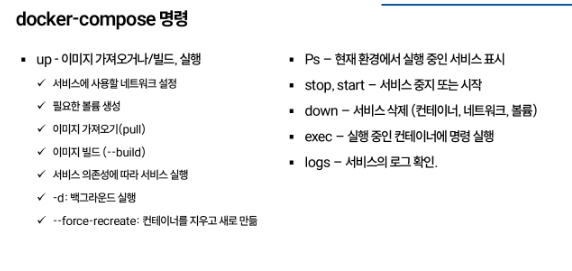 docker-compose 명령
▪ up - 이미지 가져오거나/빌드, 실행
✓ 서비스에 사용할 네트워크 설정
✓ 필요한 볼륨 생성
✓ 이미지 가져오기(pull)
✓ 이미지 빌드 (--build)
✓ 서비스 의존성에 따라 서비스 실행
✓ -d: 백그라운드 실행
✓ --force-recreate: 컨테이너를 지우고 새로 만듦
▪ Ps – 현재 환경에서 실행 중인 서비스 표시
▪ stop, start – 서비스 중지 또는 시작
▪ down – 서비스 삭제 (컨테이너, 네트워크, 볼륨)
▪ exec – 실행 중인 컨테이너에 명령 실행
▪ logs – 서비스의 로그 확인.